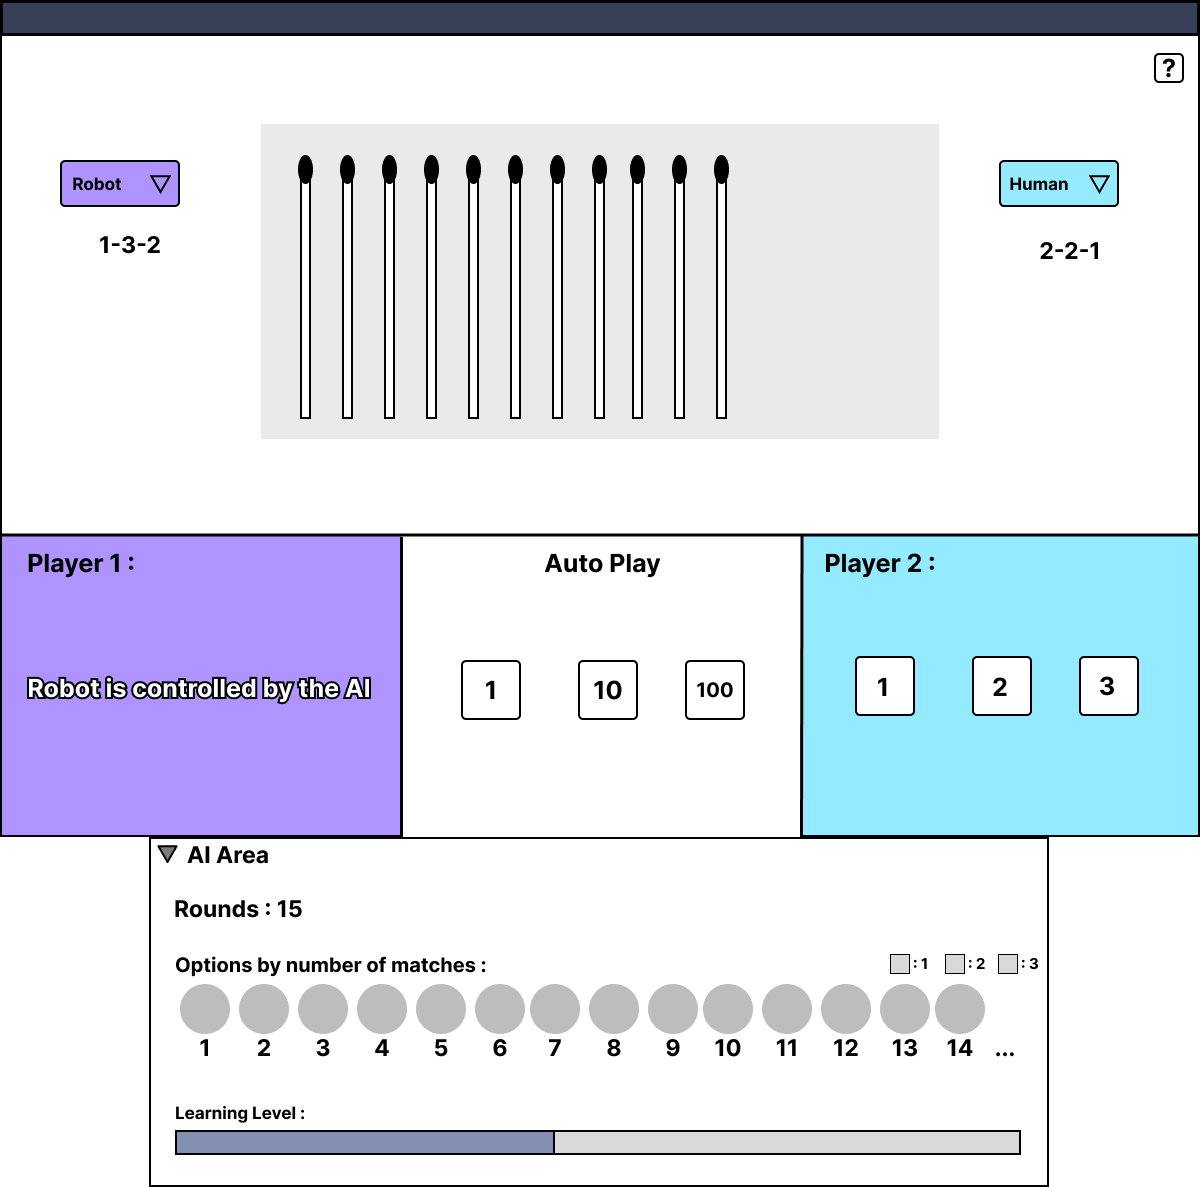 ?
Robot
Human
1-3-2
2-2-1
Player 1 :
Auto Play
Player 2 :
Robot is controlled by the AI
1 10 100
1 2 3
AI Area
Rounds : 15
Options by number of matches :
: 1 : 2 : 3
1 2 3 4 5 6 7 8 9 10 11 12 13 14 ...
Learning Level :